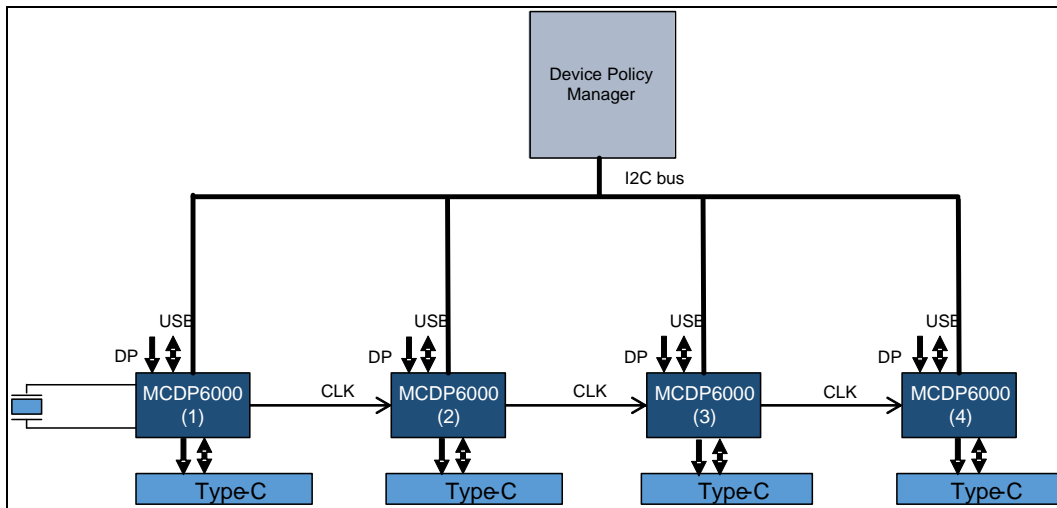 Device Policy
Manager
I2C bus
USB
USB
USB
USB
DP
DP
DP
DP
MCDP6000
(1)
CLK
MCDP6000
(2)
CLK
MCDP6000
(3)
CLK
MCDP6000
(4)
Type-C
Type-C
Type-C
Type-C